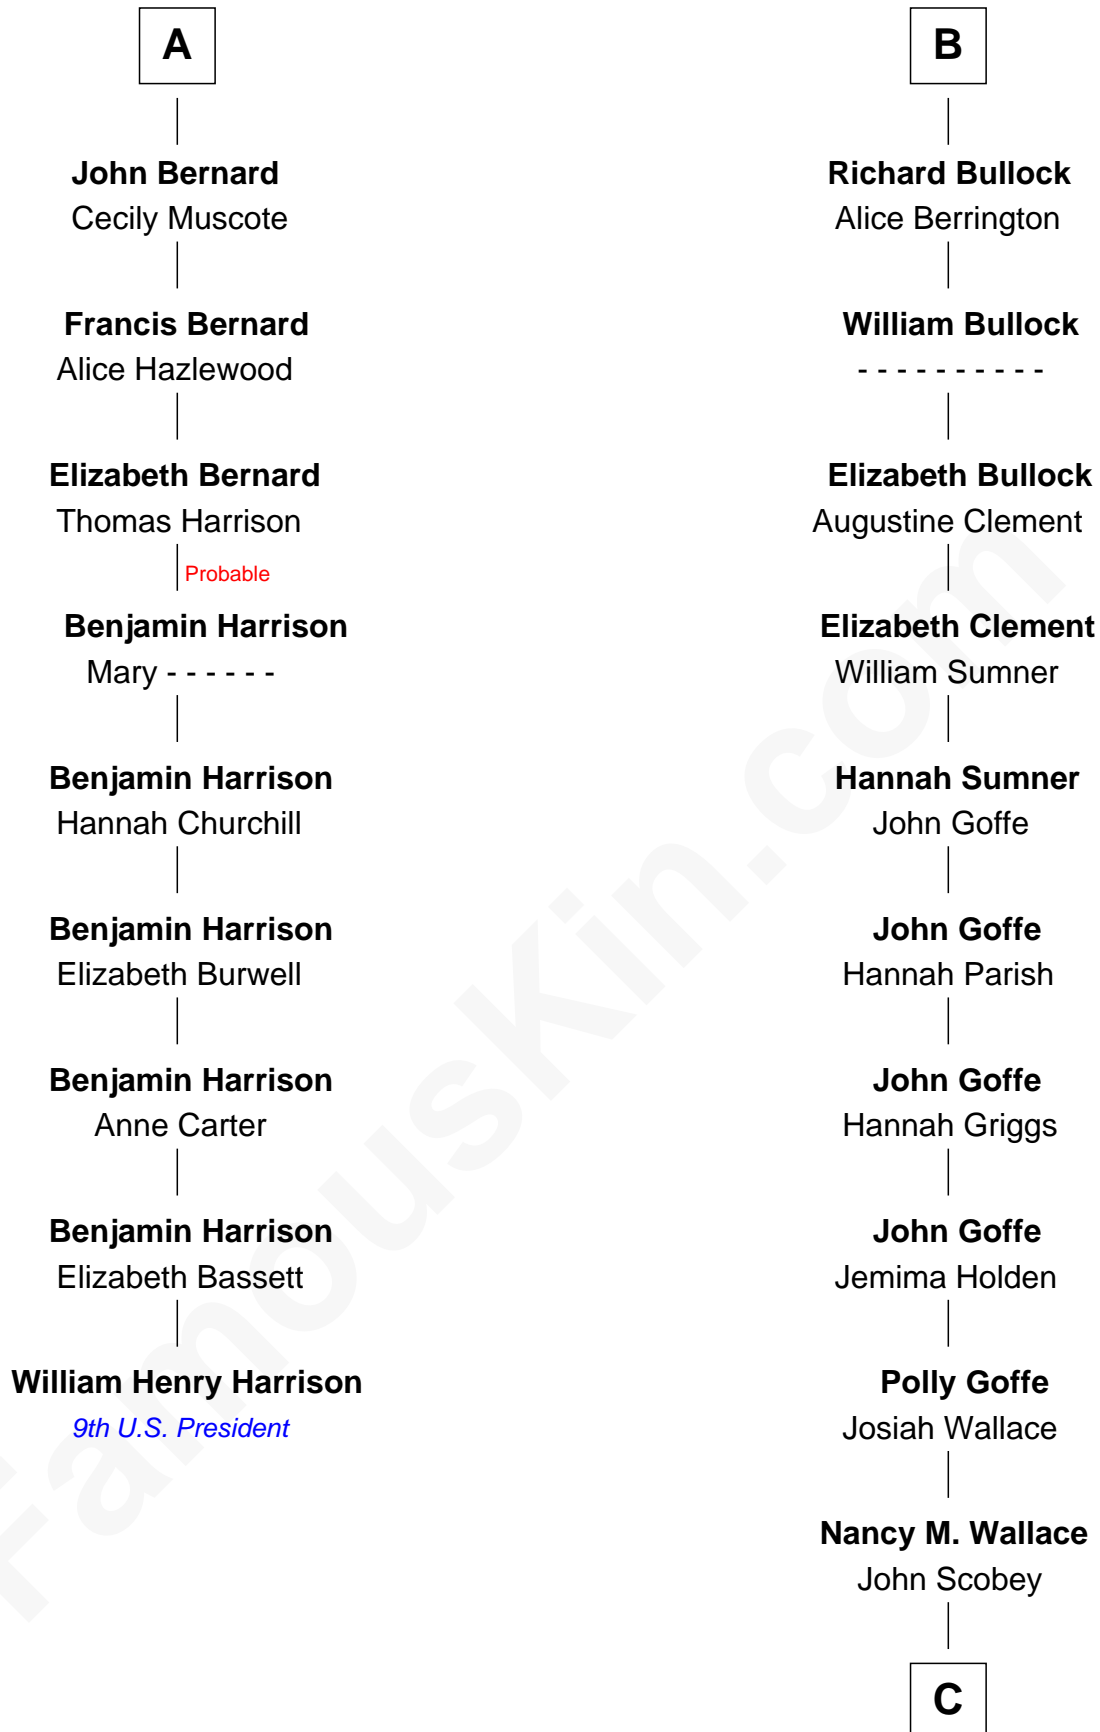 A
John Bernard
Cecily Muscote
Francis Bernard
Alice Hazlewood
Elizabeth Bernard
Thomas Harrison
Probable
Benjamin Harrison
Mary - - - - - -
Benjamin Harrison
Hannah Churchill
Benjamin Harrison
Elizabeth Burwell
Benjamin Harrison
Anne Carter
Benjamin Harrison
Elizabeth Bassett
William Henry Harrison
9th U.S. President
B
Richard Bullock
Alice Berrington
William Bullock
- - - - - - - - - -
Elizabeth Bullock
Augustine Clement
Elizabeth Clement
William Sumner
Hannah Sumner
John Goffe
John Goffe
Hannah Parish
John Goffe
Hannah Griggs
John Goffe
Jemima Holden
Polly Goffe
Josiah Wallace
Nancy M. Wallace
John Scobey
C
FamousKin.com